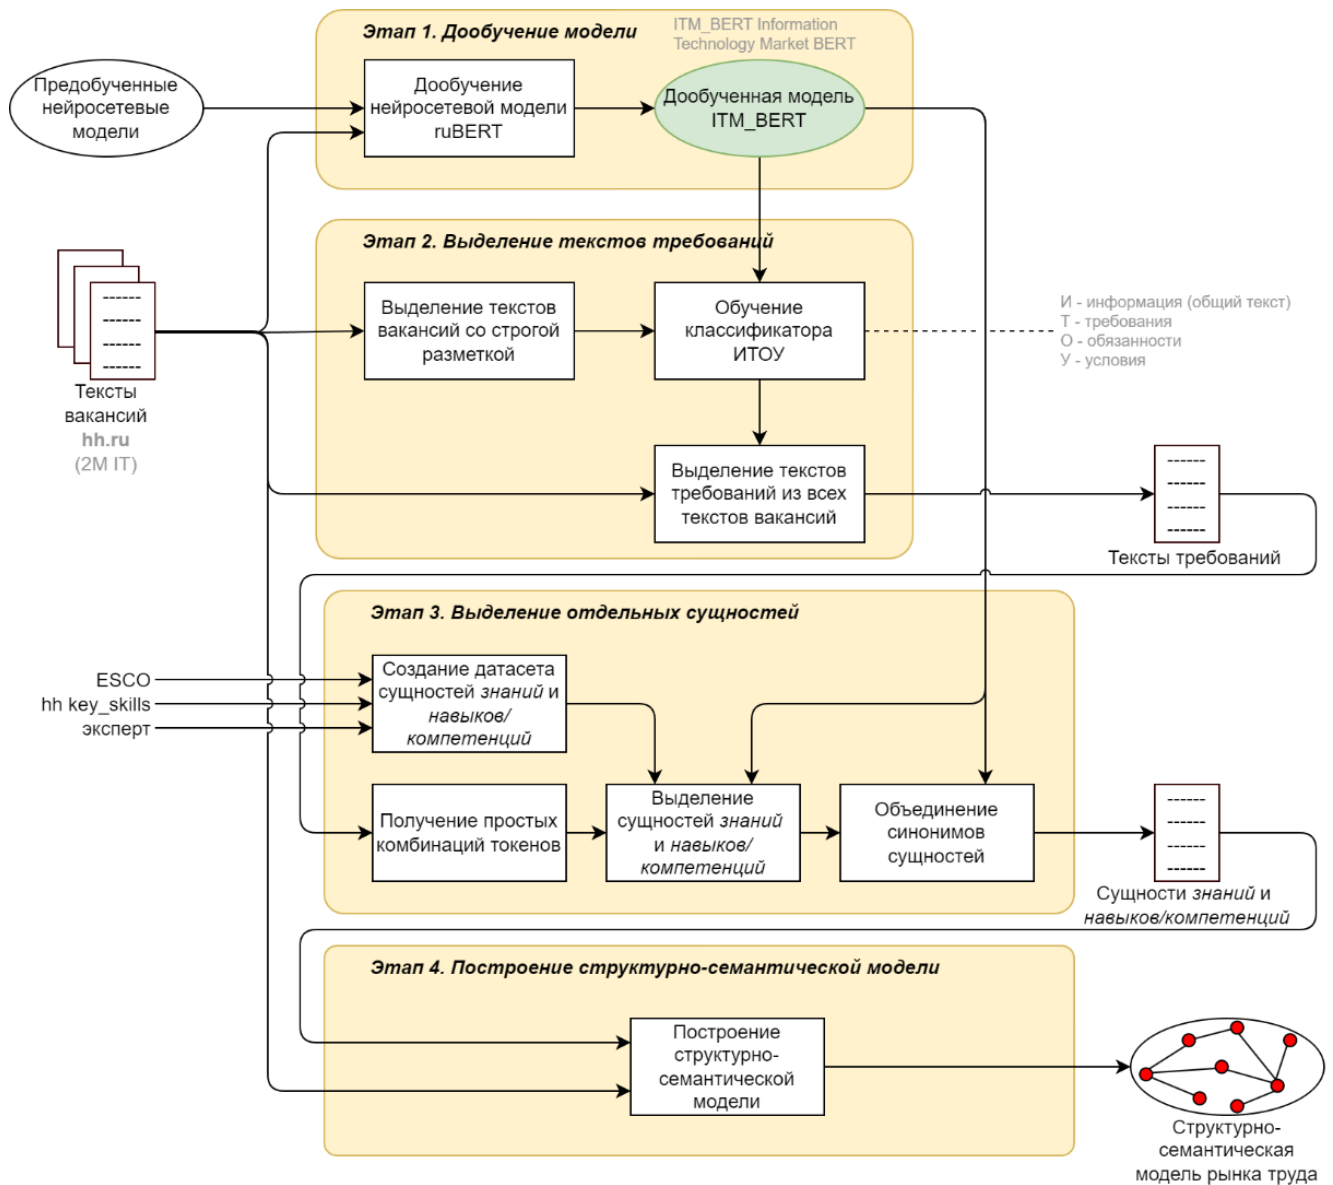 Этап 1. Дообучение модели
ITM_BERT Information
Technology Market BERT
Предобученные
нейросетевые
модели
Дообучение
нейросетевой модели
ruBERT
Дообученная модель
ITM_BERT
Этап 2. Выделение текстов требований
------
------
------
------
Тексты
вакансий
hh.ru
(2M IT)
Выделение текстов
вакансий со строгой
разметкой
Обучение
классификатора
ИТОУ
И - информация (общий текст)
Т - требования
О - обязанности
У - условия
Выделение текстов
требований из всех
текстов вакансий
------
------
------
------
Тексты требований
Этап 3. Выделение отдельных сущностей
ESCO
hh key_skills
эксперт
Создание датасета
сущностей знаний и
навыков/
компетенций
Получение простых
комбинаций токенов
Выделение
сущностей знаний
и навыков/
компетенций
Объединение
синонимов
сущностей
------
------
------
------
Сущности знаний и
навыков/компетенций
Этап 4. Построение структурно-семантической модели
Построение
структурно-
семантической
модели
Структурно-
семантическая
модель рынка труда